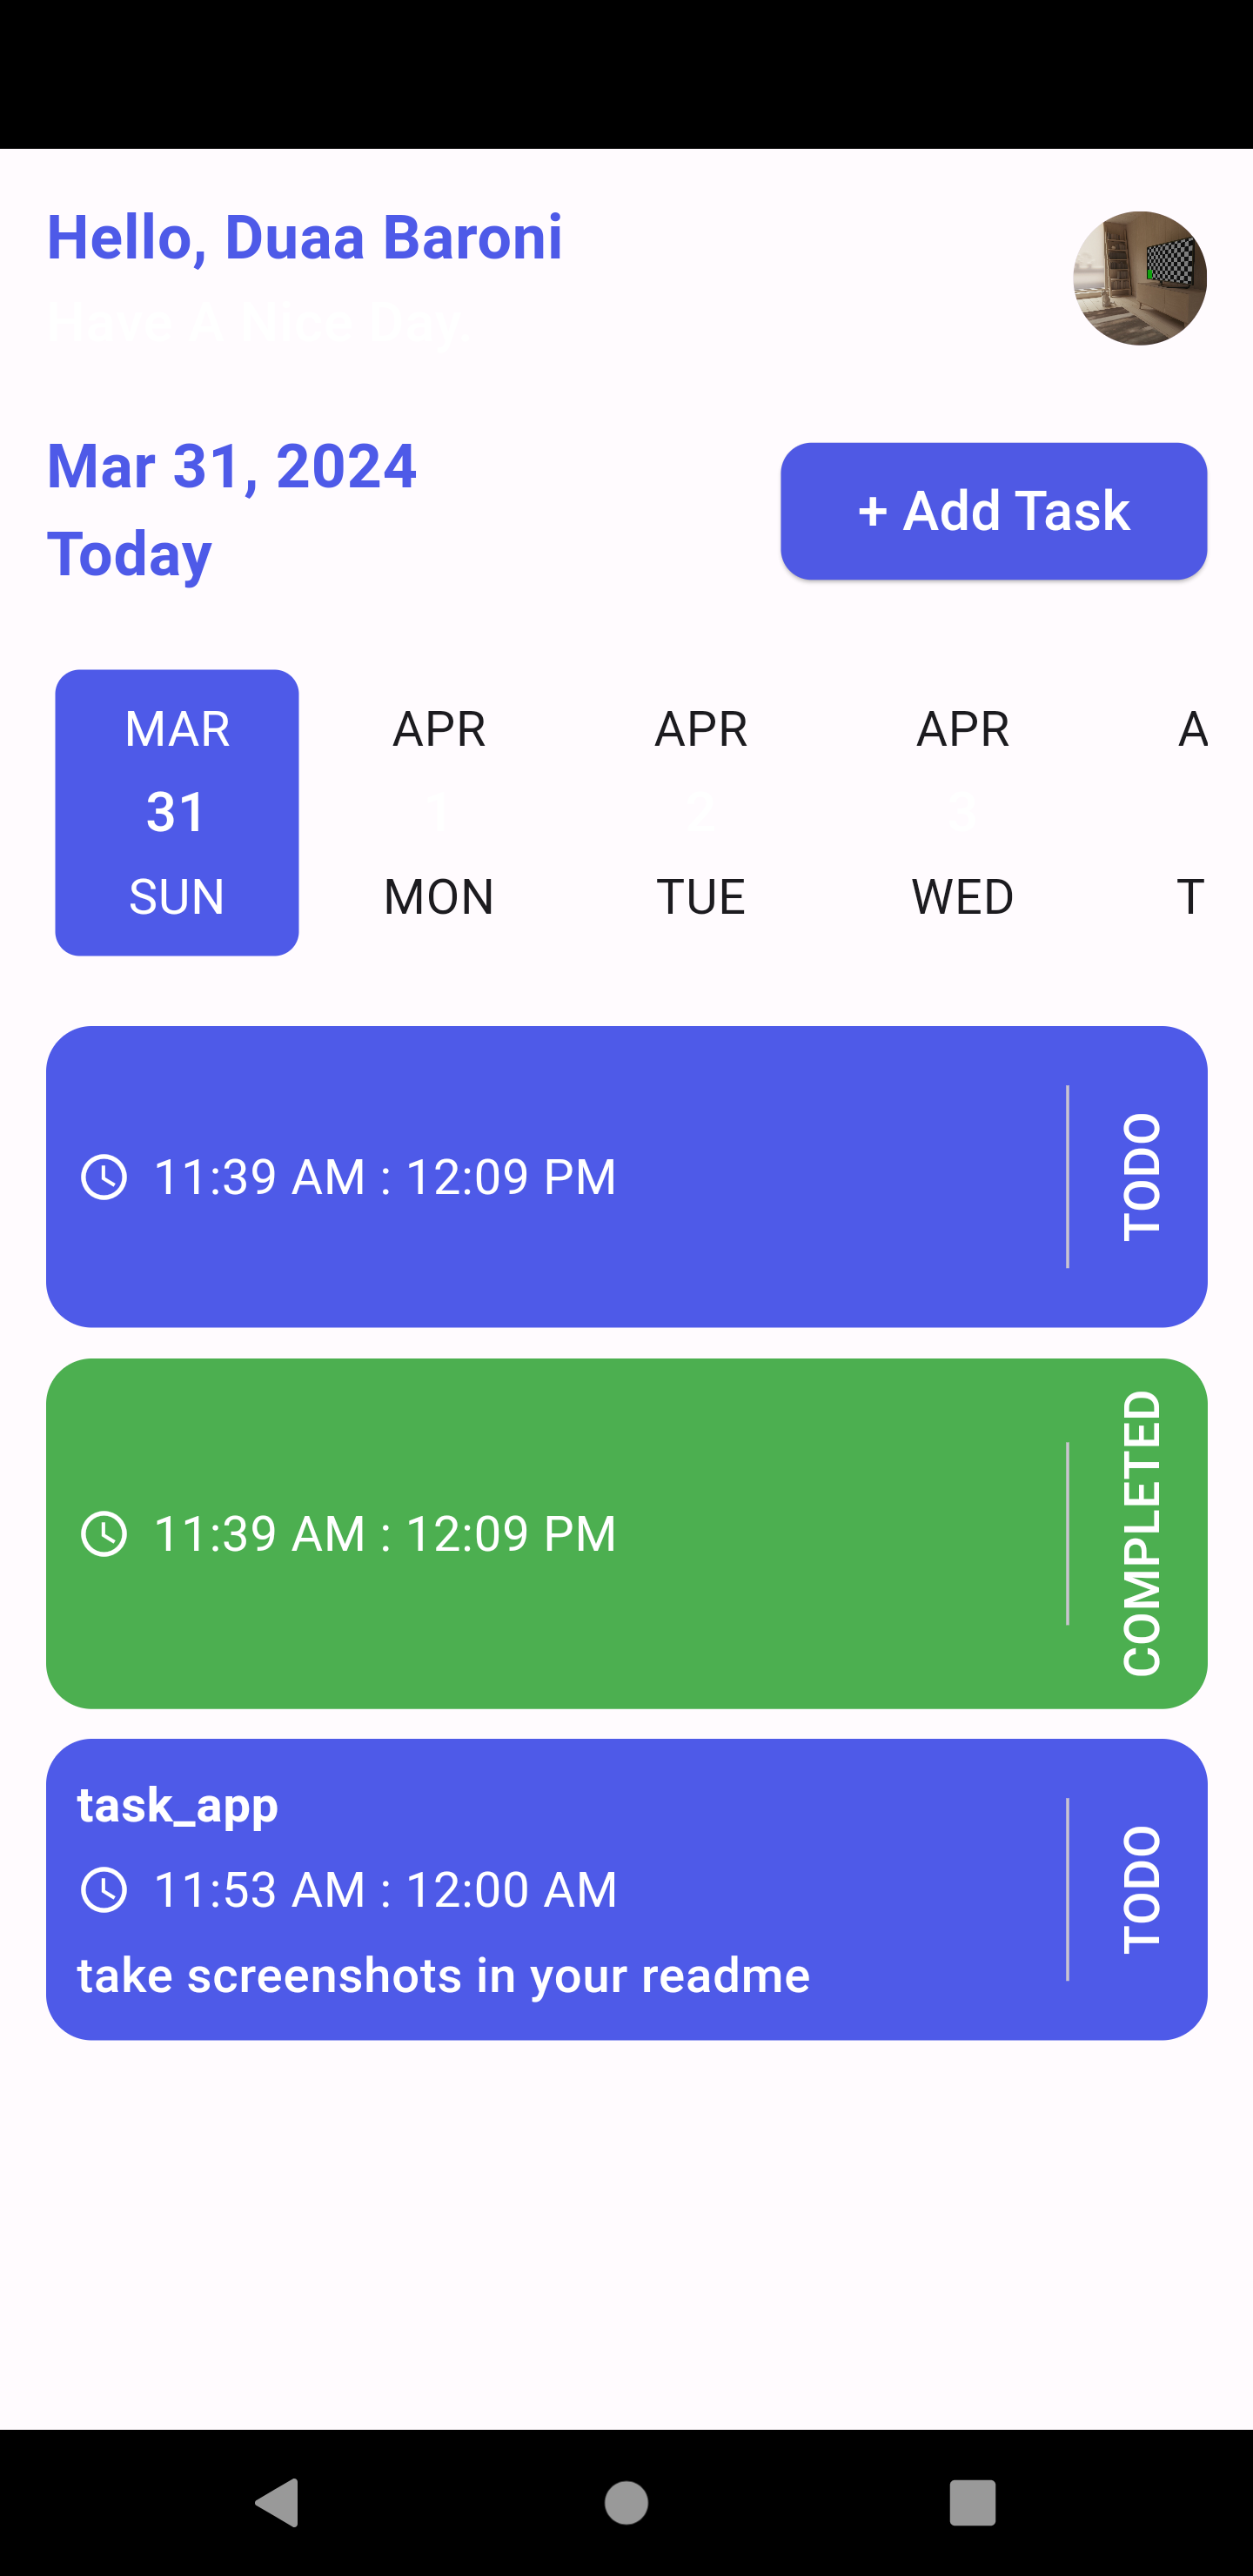 Hello, Duaa Baroni
Have A Nice Day
Mar 31, 2024
Today
+ Add Task
MAR
31
SUN
APR
1
MON
APR
2
TUE
APR
3
WED
A
T
11:39 AM : 12:09 PM
TODO
11:39 AM : 12:09 PM
COMPLETED
task_app
11:53 AM : 12:00 AM
take screenshots in your readme
TODO